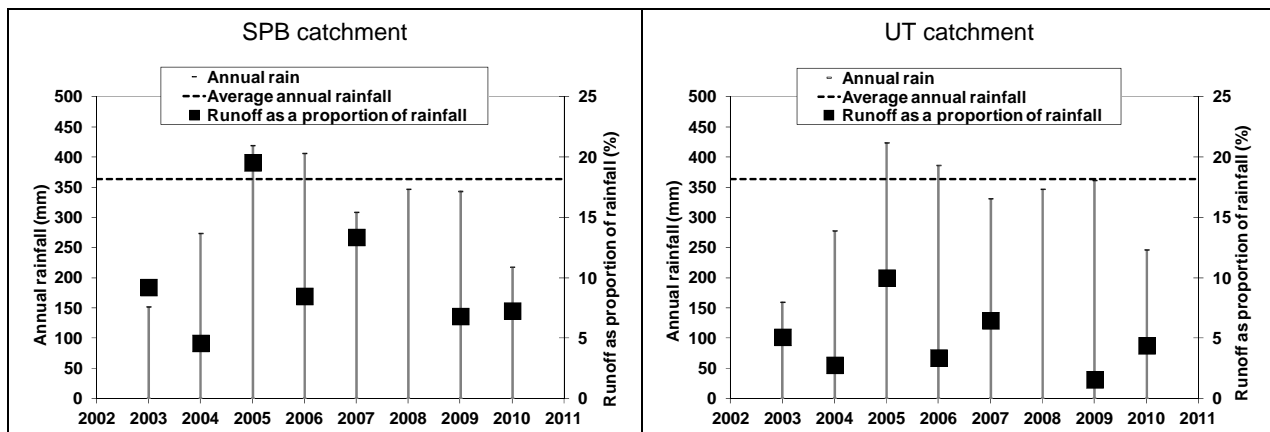 SPB catchment
Annual rain
Average annual rainfall
Runoff as a proportion of rainfall
Annual rainfall (mm)
500
450
400
350
300
250
200
150
100
50
0
25
20
15
10
5
0
Runoff as proportion of rainfall (%)
2002 2003 2004 2005 2006 2007 2008 2009 2010 2011
UT catchment
Annual rain
Average annual rainfall
Runoff as a proportion of rainfall
Annual rainfall (mm)
500
450
400
350
300
250
200
150
100
50
0
25
20
15
10
5
0
Runoff as proportion of rainfall (%)
2002 2003 2004 2005 2006 2007 2008 2009 2010 2011